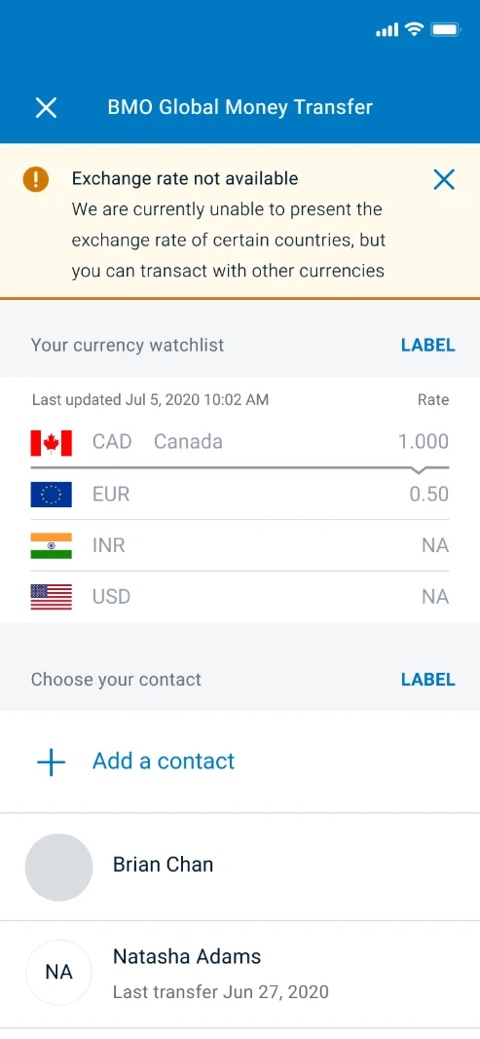 BMO Global Money Transfer
Exchange rate not available
We are currently unable to present the
exchange rate of certain countries, but
you can transact with other currencies
Your currency watchlist LABEL
Last updated Jul 5, 2020 10:02 AM Rate
CAD Canada 1.000
EUR 0.50
INR NA
USD NA
Choose your contact LABEL
Add a contact
Brian Chan
NA Natasha Adams
Last transfer Jun 27, 2020